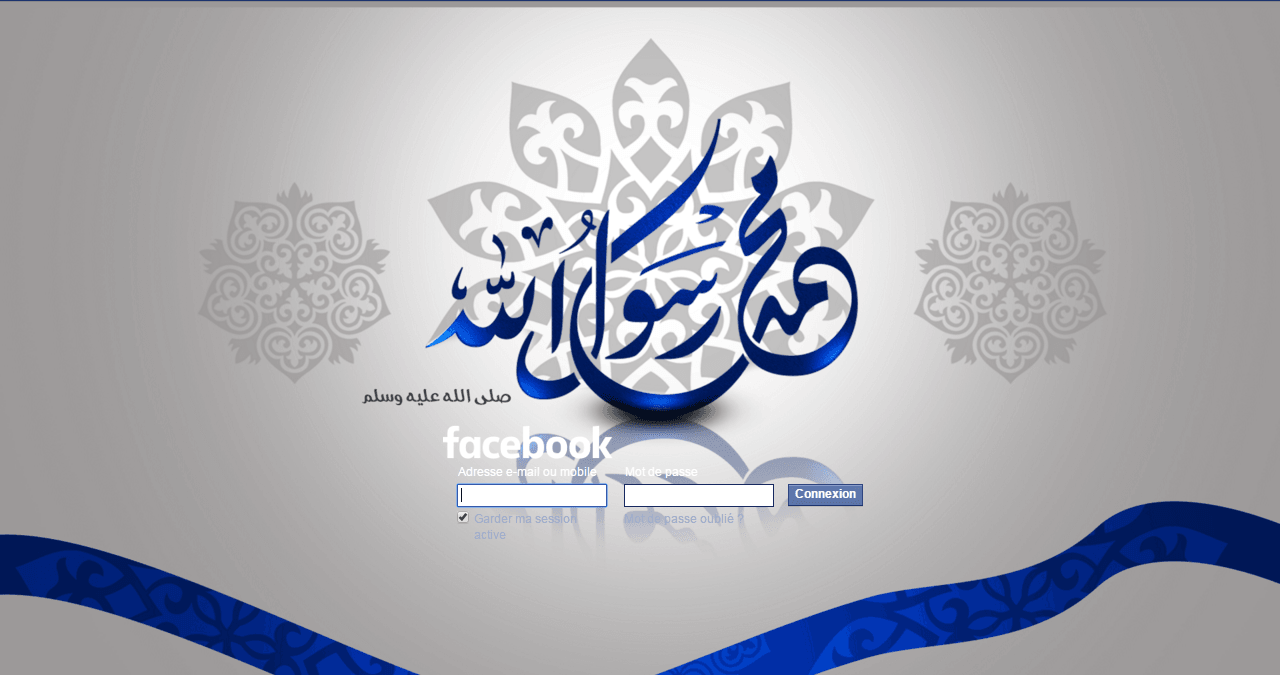 محمد رسول الله
صلى الله عليه وسلم
facebook
Adresse e-mail ou mobile
Mot de passe
Connexion
Garder ma session
active
Mot de passe oublié ?